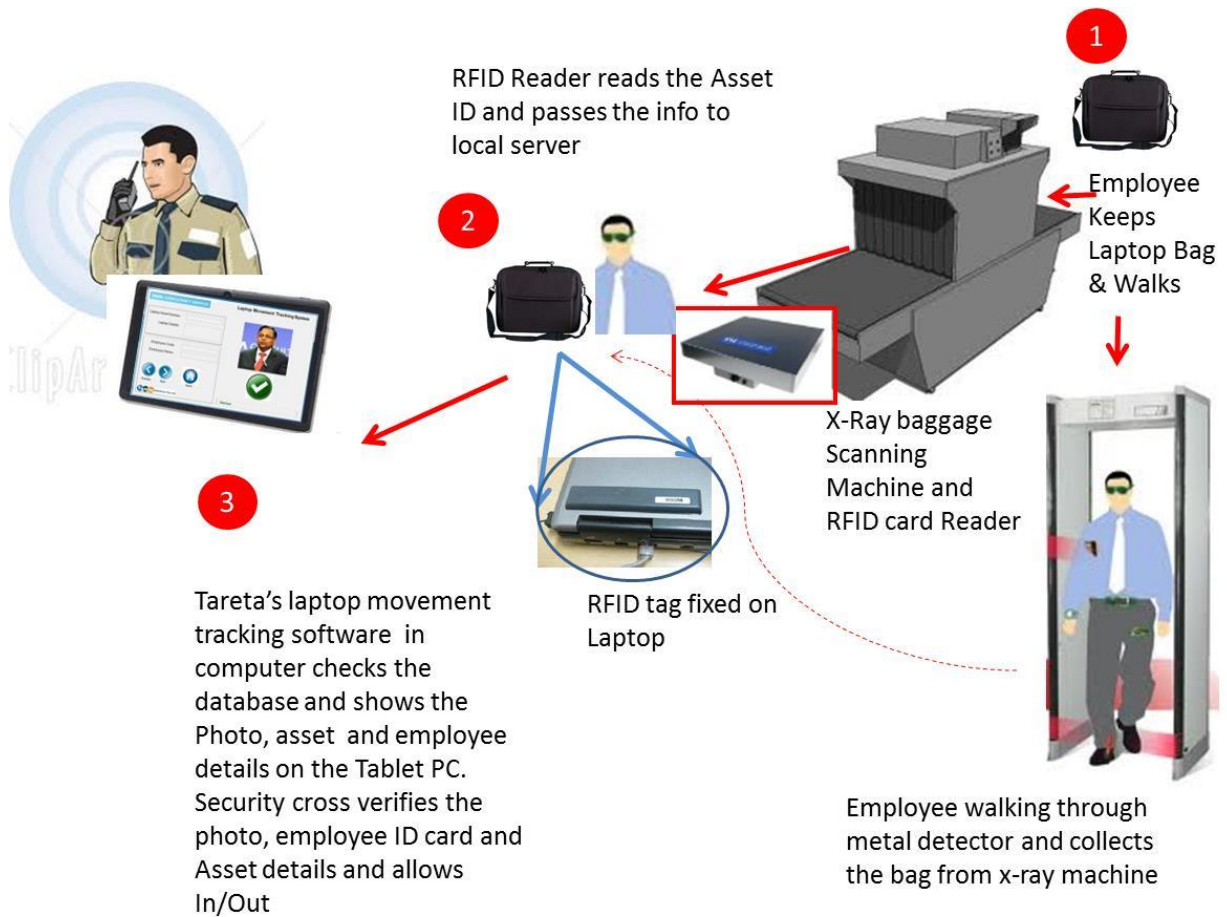 1
RFID Reader reads the Asset
ID and passes the info to
local server
Employee
Keeps
Laptop Bag
& Walks
2
Laptop Movement Tracking System
X-Ray baggage
Scanning
Machine and
RFID card Reader
ClipAr
3
RFID tag fixed on
Laptop
Tareta’s laptop movement
tracking software in
computer checks the
database and shows the
Photo, asset and employee
details on the Tablet PC.
Security cross verifies the
photo, employee ID card and
Asset details and allows
In/Out
Employee walking through
metal detector and collects
the bag from x-ray machine